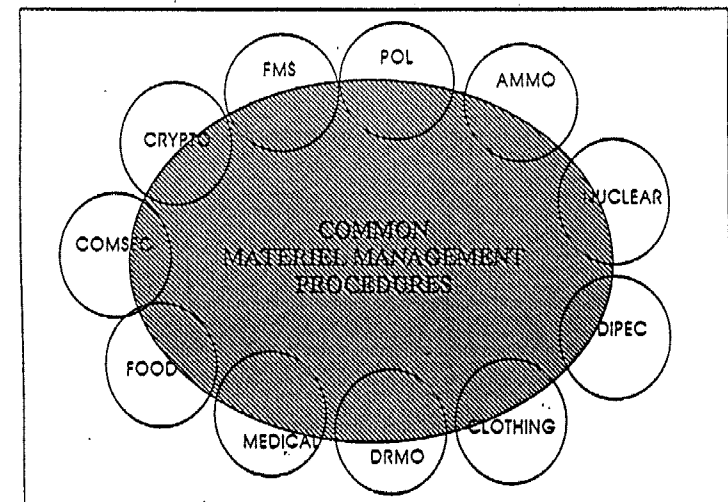 FMS
POL
AMMO
CRYPTO
NUCLEAR
COMSEC
COMMON
MATERIEL MANAGEMENT
PROCEDURES
DIPEC
FOOD
CLOTHING
MEDICAL
DRMO